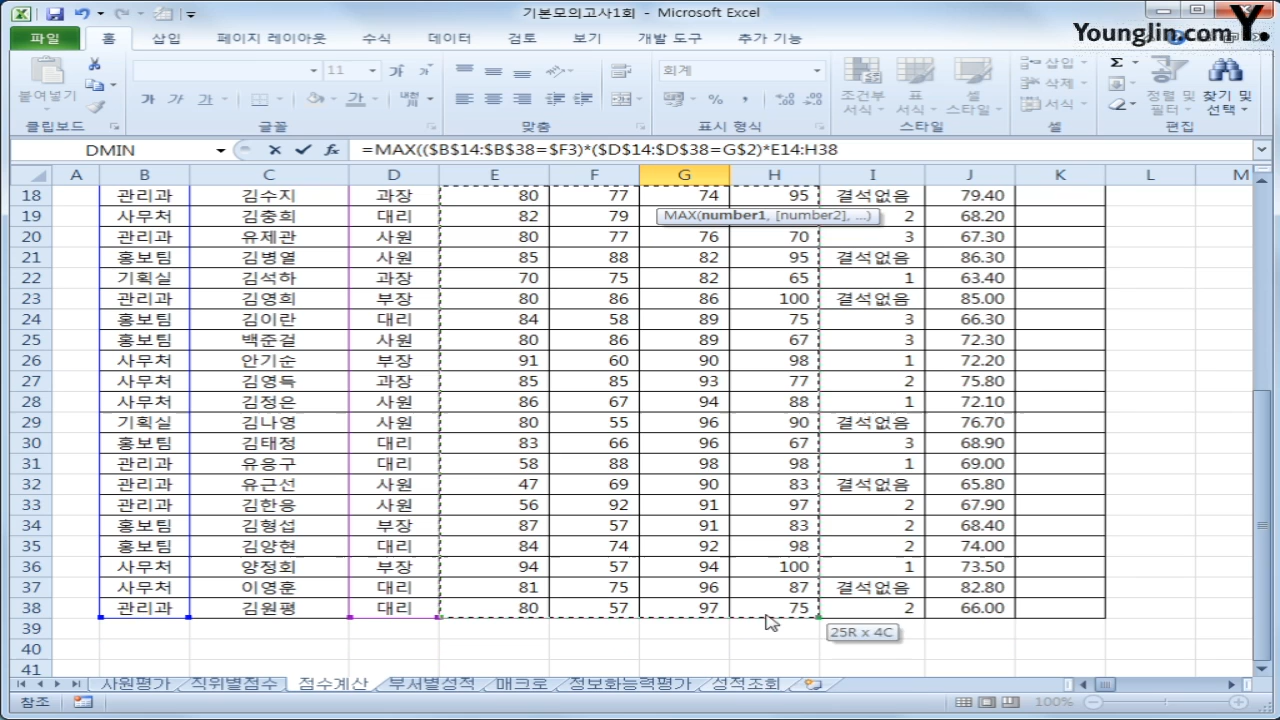 기본모의고사1회 - Microsoft Excel
Younglin.com Y.
파일 홈 삽입 페이지 레이아웃 수식 데이터 검토 보기 개발 도구 추가 기능
붙여넣기 11 가 가 회계 조건부 서식 표 서식 셀 스타일 삽입 삭제 서식 Σ 정렬 및 필터 찾기 및 선택
가 가 가 가 내천 % ,
클립보드 글꼴 맞춤 표시 형식 스타일 셀 편집
DMIN =MAX(($B$14:$B$38=$F3)*($D$14:$D$38=G$2)*E14:H38
A B C D E F G H I J K L M
18 관리과 김수지 과장 80 77 74 95 결석없음 79.40
MAX(number1, [number2], ...)
19 사무처 김충희 대리 82 79 2 68.20
20 관리과 유제관 사원 80 77 76 70 3 67.30
21 홍보팀 김병열 사원 85 88 82 95 결석없음 86.30
22 기획실 김석하 과장 70 75 82 65 1 63.40
23 관리과 김영희 부장 80 86 86 100 결석없음 85.00
24 홍보팀 김이란 대리 84 58 89 75 3 66.30
25 홍보팀 백준걸 사원 80 86 89 67 3 72.30
26 사무처 안기순 부장 91 60 90 98 1 72.20
27 사무처 김영득 과장 85 85 93 77 2 75.80
28 사무처 김정은 사원 86 67 94 88 1 72.10
29 기획실 김나영 사원 80 55 96 90 결석없음 76.70
30 홍보팀 김태정 대리 83 66 96 67 3 68.90
31 관리과 유응구 대리 58 88 98 98 1 69.00
32 관리과 유근선 사원 47 69 90 83 결석없음 65.80
33 관리과 김한응 사원 56 92 91 97 2 67.90
34 홍보팀 김형섭 부장 87 57 91 83 2 68.40
35 홍보팀 김양현 대리 84 74 92 98 2 74.00
36 사무처 양정회 부장 94 57 94 100 1 73.50
37 사무처 이영훈 대리 81 75 96 87 결석없음 82.80
38 관리과 김원평 대리 80 57 97 75 2 66.00
39
25R x 4C
40
41
사원평가 직위별점수 점수계산 부서별성적 매크로 정보화능력평가 성적조회
참조 100%